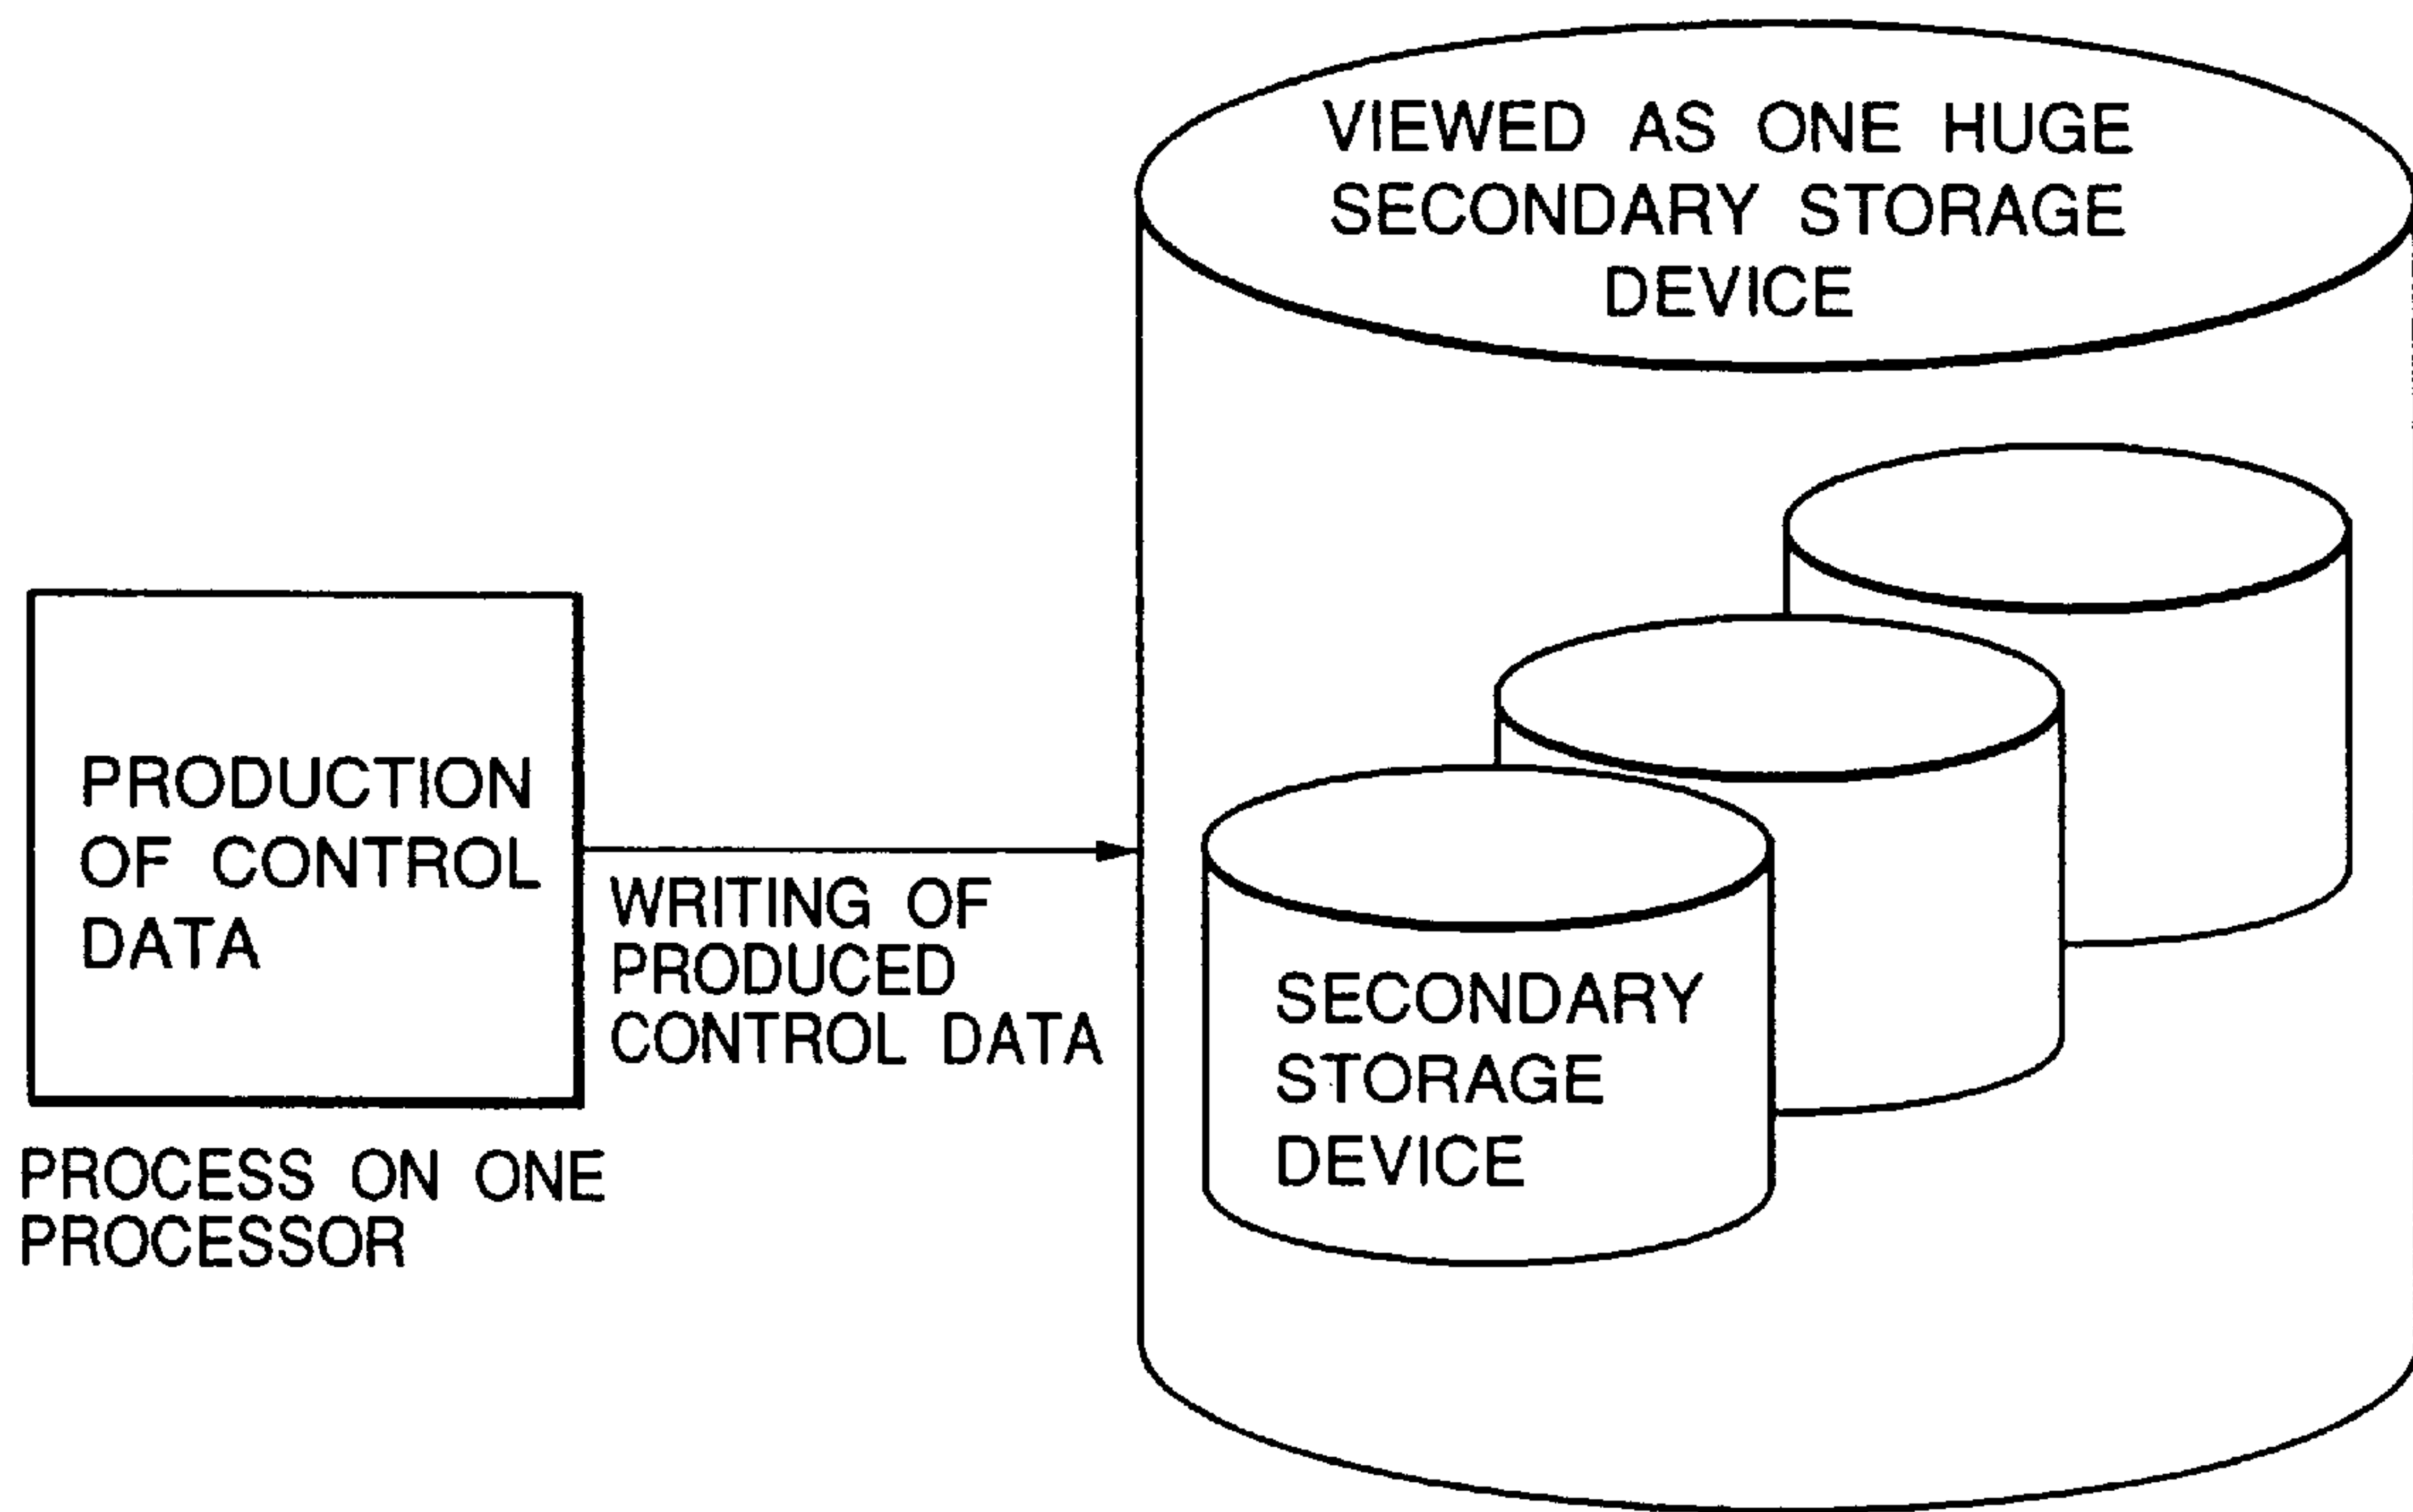 VIEWED AS ONE HUGE
SECONDARY STORAGE
DEVICE
PRODUCTION
OF CONTROL
DATA
WRITING OF
PRODUCED
CONTROL DATA
SECONDARY
STORAGE
DEVICE
PROCESS ON ONE
PROCESSOR